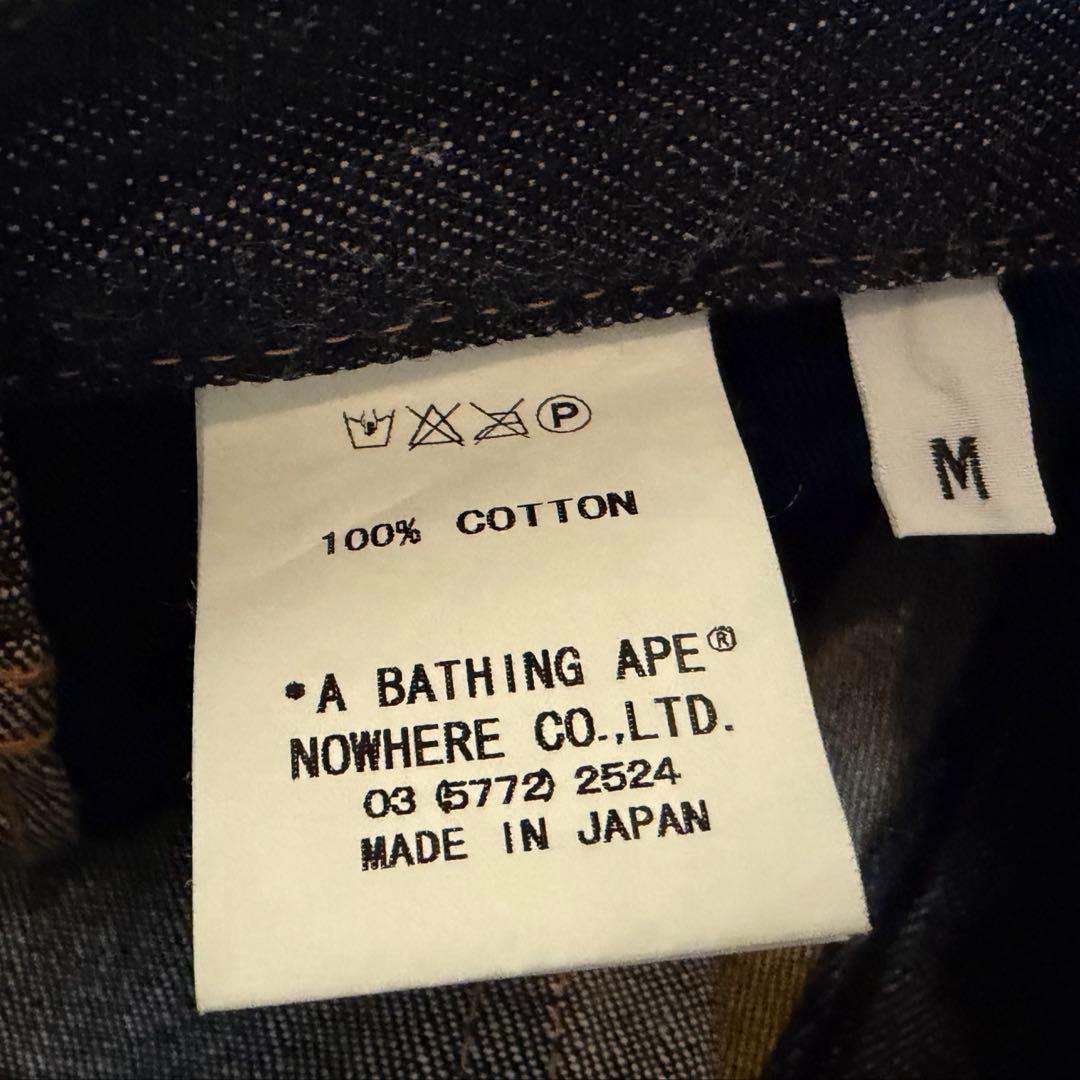 P
100% COTTON
*A BATHING APE®
NOWHERE CO.,LTD.
03 (5772) 2524
MADE IN JAPAN
M